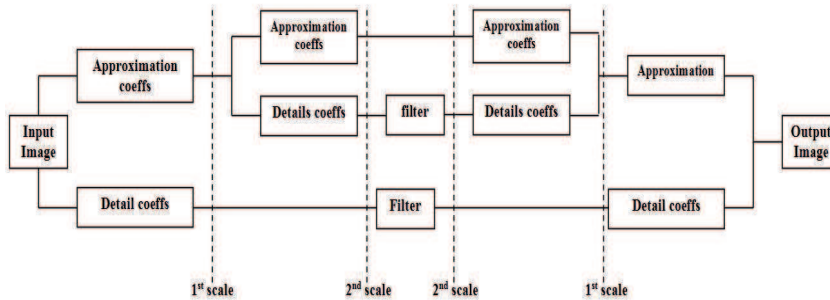 Approximation
coeffs
Approximation
coeffs
Approximation
coeffs
Approximation
Input
Image
Details coeffs
filter
Details coeffs
Output
Image
Detail coeffs
Filter
Detail coeffs
1st scale
2nd scale
2nd scale
1st scale